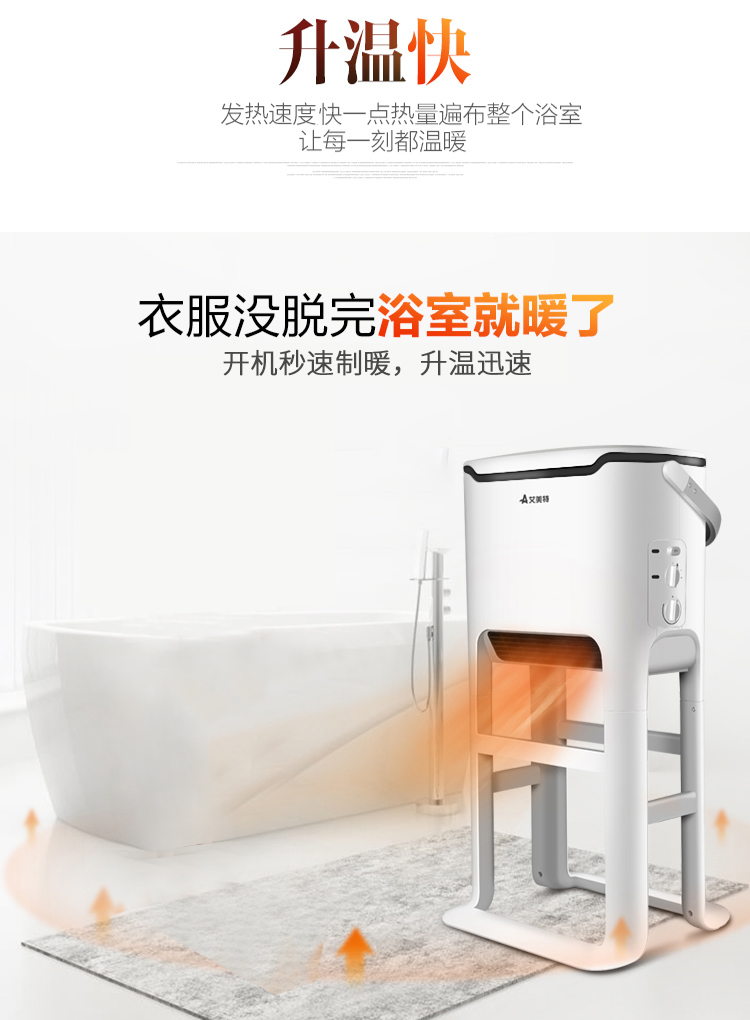 升温快
发热速度快一点热量遍布整个浴室
让每一刻都温暖
衣服没脱完浴室就暖了
开机秒速制暖，升温迅速
艾美特